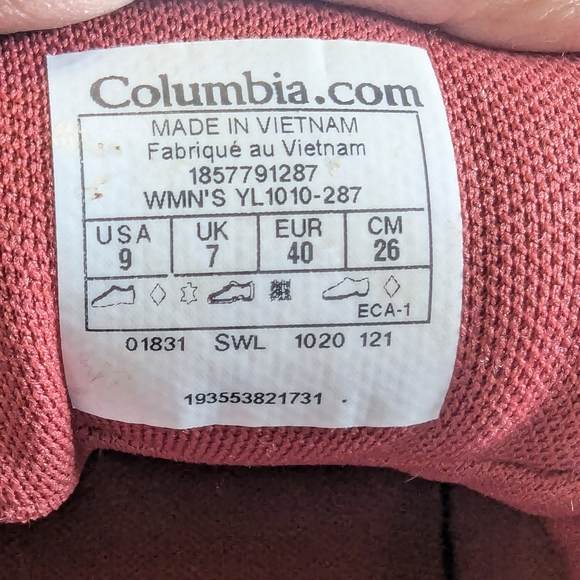 Columbia.com
MADE IN VIETNAM
Fabriqué au Vietnam
1857791287
WMN'S YL1010-287
USA UK EUR CM
9 7 40 26
ECA-1
01831 SWL 1020 121
193553821731